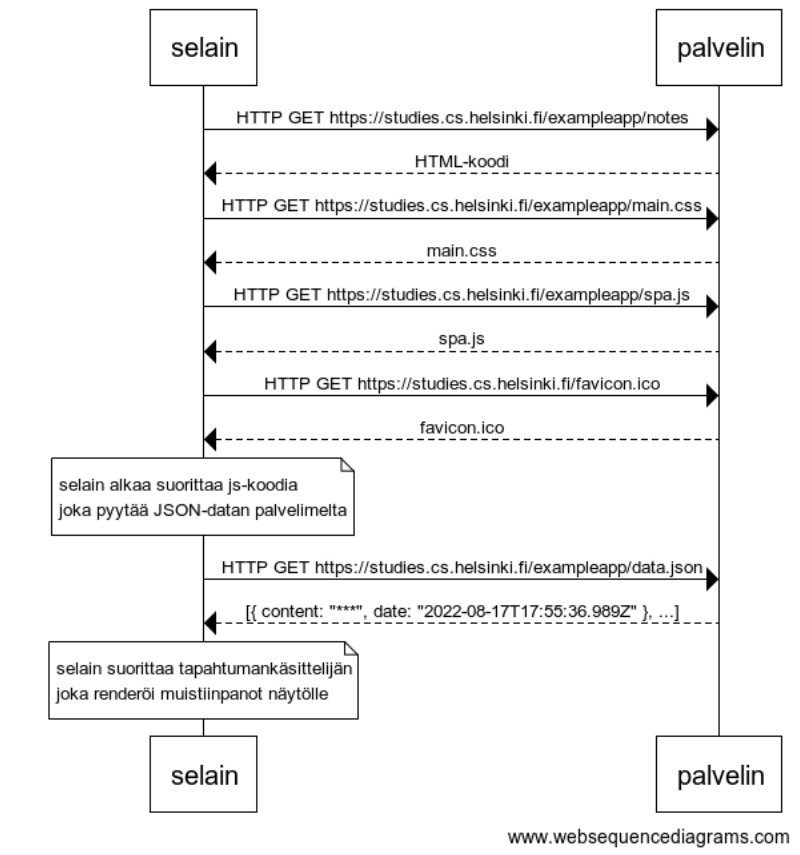 selain
palvelin
HTTP GET https://studies.cs.helsinki.fi/exampleapp/notes
HTML-koodi
HTTP GET https://studies.cs.helsinki.fi/exampleapp/main.css
main.css
HTTP GET https://studies.cs.helsinki.fi/exampleapp/spa.js
spa.js
HTTP GET https://studies.cs.helsinki.fi/favicon.ico
favicon.ico
selain alkaa suorittaa js-koodia
joka pyytää JSON-datan palvelimelta
HTTP GET https://studies.cs.helsinki.fi/exampleapp/data.json
[{ content: "***", date: "2022-08-17T17:55:36.989Z" }, ...]
selain suorittaa tapahtumankäsittelijän
joka renderöi muistiinpanot näytölle
selain
palvelin
www.websequencediagrams.com